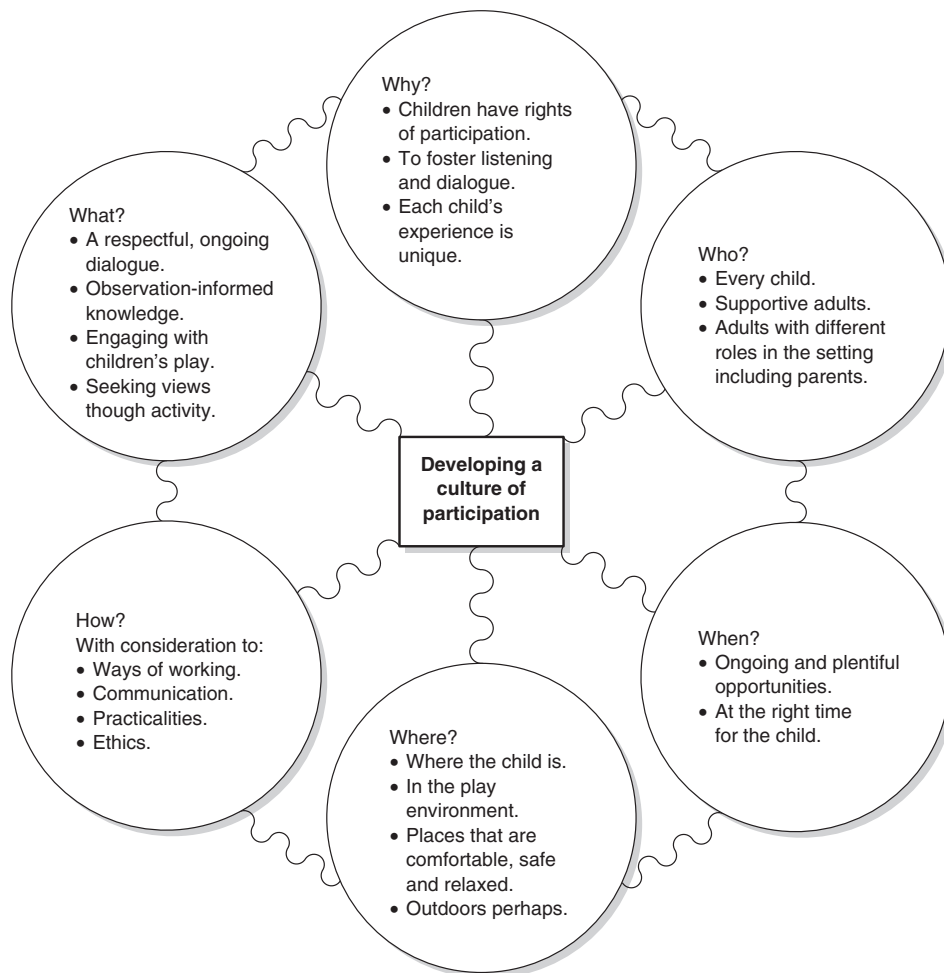 Why?
• Children have rights
of participation.
• To foster listening
and dialogue.
• Each child’s
experience is
unique.
What?
• A respectful, ongoing
dialogue.
• Observation-informed
knowledge.
• Engaging with
children’s play.
• Seeking views
though activity.
Who?
• Every child.
• Supportive adults.
• Adults with different
roles in the setting
including parents.
Developing a
culture of
participation
How?
With consideration to:
• Ways of working.
• Communication.
• Practicalities.
• Ethics.
When?
• Ongoing and plentiful
opportunities.
• At the right time
for the child.
Where?
• Where the child is.
• In the play
environment.
• Places that are
comfortable, safe
and relaxed.
• Outdoors perhaps.